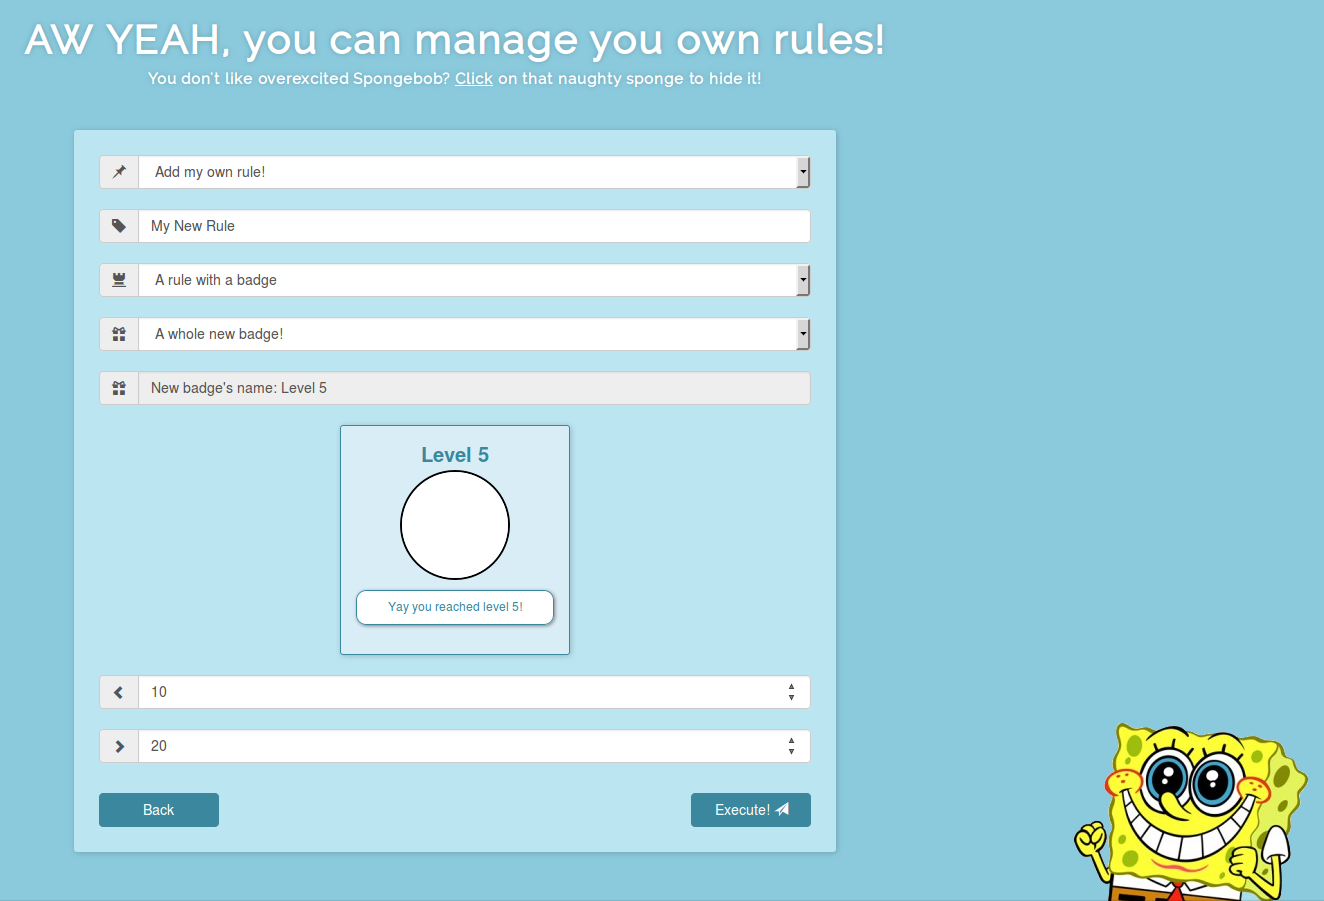 AW YEAH, you can manage you own rules!
You don't like overexcited Spongebob? Click on that naughty sponge to hide it!
Add my own rule!
My New Rule
A rule with a badge
A whole new badge!
New badge's name: Level 5
Level 5
Yay you reached level 5!
10
20
Back
Execute!